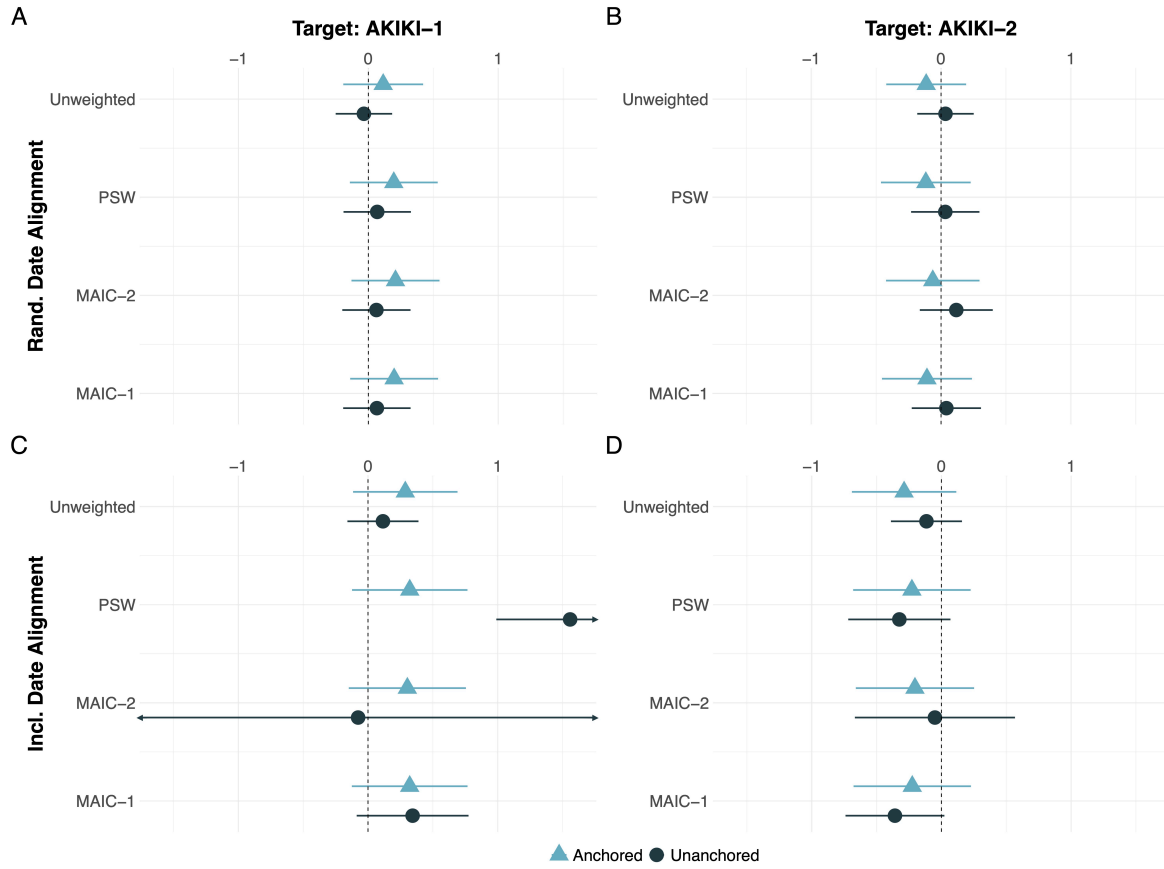 A
Target: AKIKI−1
−1 0 1
Rand. Date Alignment
Unweighted
PSW
MAIC−2
MAIC−1
B
Target: AKIKI−2
−1 0 1
Unweighted
PSW
MAIC−2
MAIC−1
C
−1 0 1
Incl. Date Alignment
Unweighted
PSW
MAIC−2
MAIC−1
D
−1 0 1
Unweighted
PSW
MAIC−2
MAIC−1
Anchored Unanchored